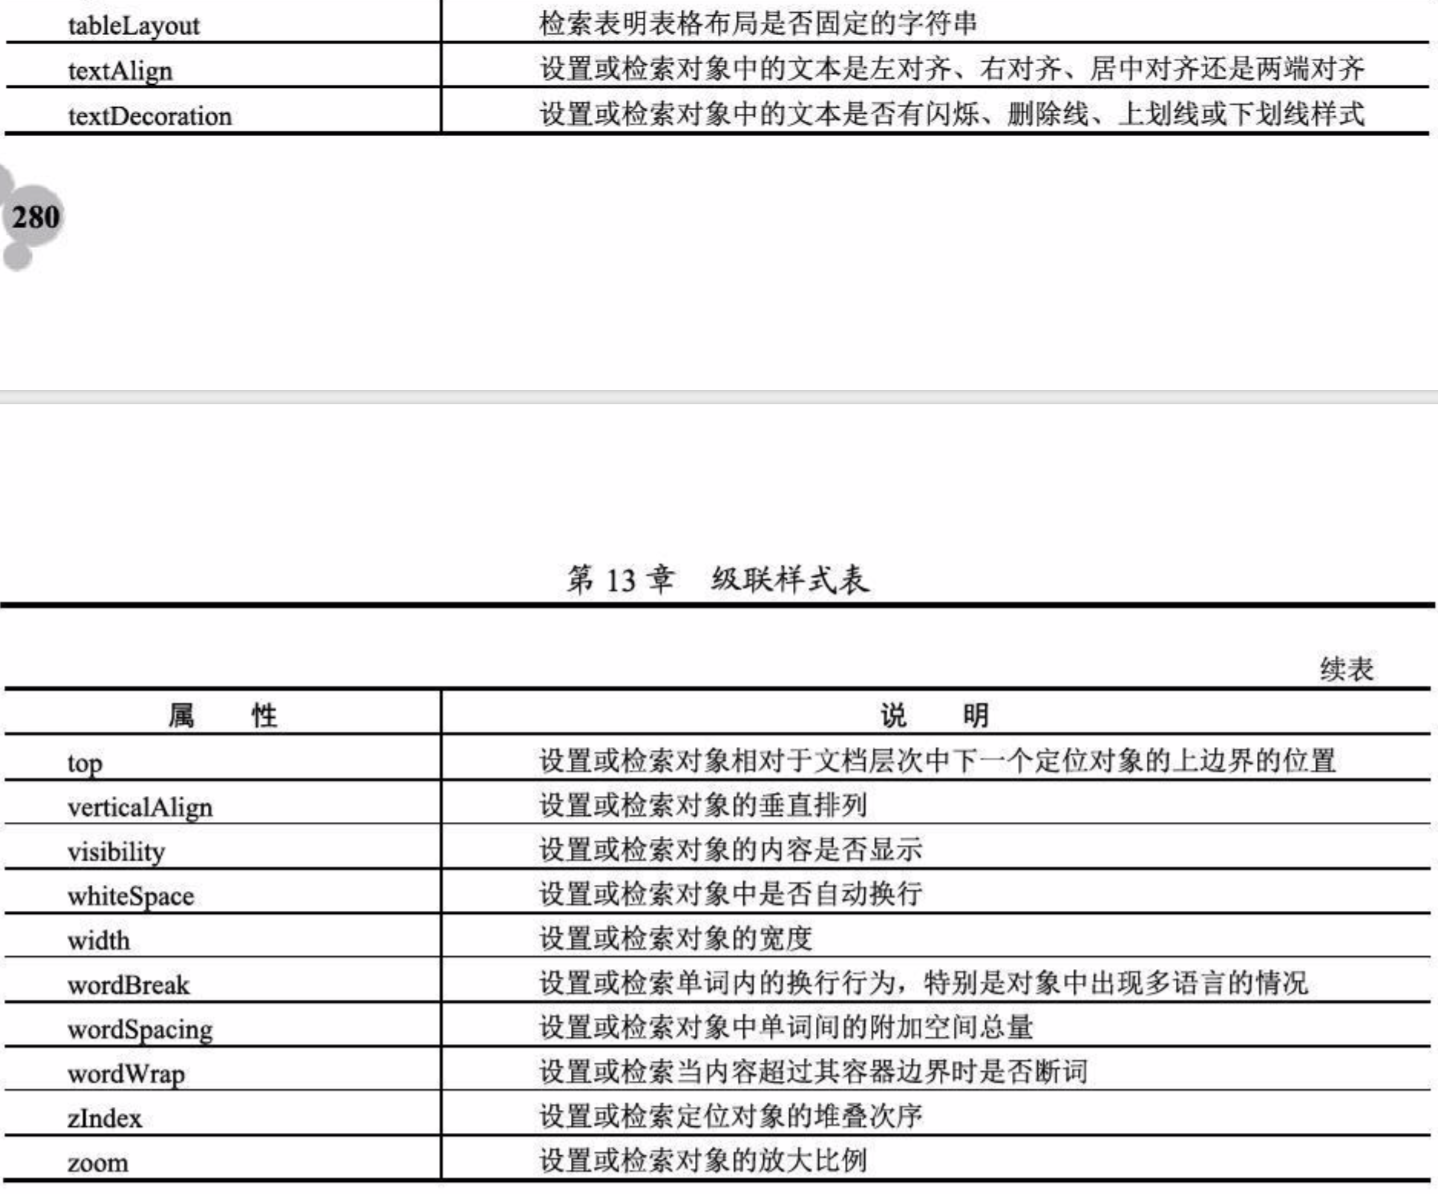 tableLayout 检索表明表格布局是否固定的字符串
textAlign 设置或检索对象中的文本是左对齐、右对齐、居中对齐还是两端对齐
textDecoration 设置或检索对象中的文本是否有闪烁、删除线、上划线或下划线样式
280
第 13 章 级联样式表
续表
属 性 说 明
top 设置或检索对象相对于文档层次中下一个定位对象的上边界的位置
verticalAlign 设置或检索对象的垂直排列
visibility 设置或检索对象的内容是否显示
whiteSpace 设置或检索对象中是否自动换行
width 设置或检索对象的宽度
wordBreak 设置或检索单词内的换行行为，特别是对象中出现多语言的情况
wordSpacing 设置或检索对象中单词间的附加空间总量
wordWrap 设置或检索当内容超过其容器边界时是否断词
zIndex 设置或检索定位对象的堆叠次序
zoom 设置或检索对象的放大比例